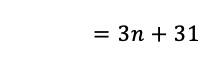 = 3𝑛 + 31